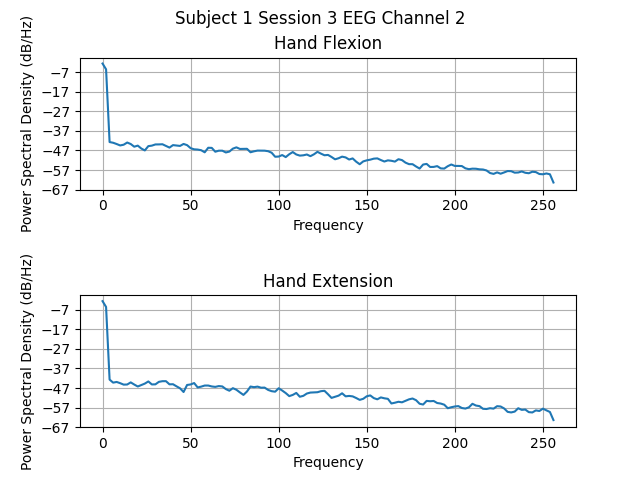 Subject 1 Session 3 EEG Channel 2
Hand Flexion
Power Spectral Density (dB/Hz)
−7
−17
−27
−37
−47
−57
−67
0 50 100 150 200 250
Frequency
Hand Extension
Power Spectral Density (dB/Hz)
−7
−17
−27
−37
−47
−57
−67
0 50 100 150 200 250
Frequency